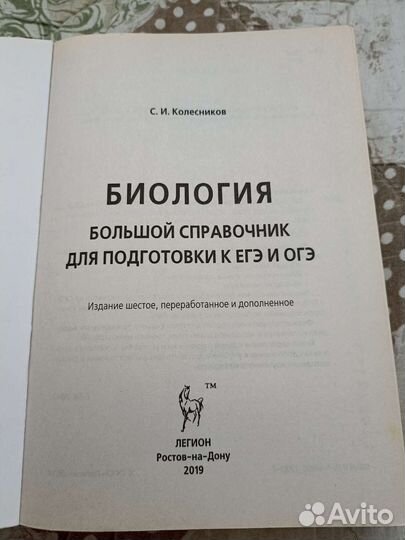 С. И. Колесников
БИОЛОГИЯ
БОЛЬШОЙ СПРАВОЧНИК
ДЛЯ ПОДГОТОВКИ К ЕГЭ И ОГЭ
Издание шестое, переработанное и дополненное
TM
ЛЕГИОН
Ростов-на-Дону
2019
Avito